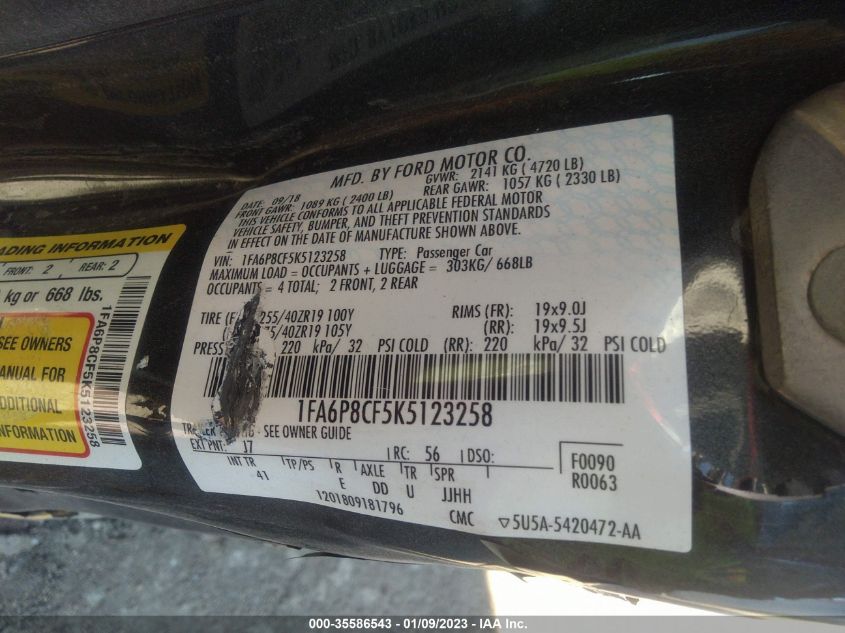 MFD. BY FORD MOTOR CO.
DATE: 09/18 GVWR: 2141 KG ( 4720 LB)
FRONT GAWR: 1089 KG ( 2400 LB) REAR GAWR: 1057 KG ( 2330 LB)
THIS VEHICLE CONFORMS TO ALL APPLICABLE FEDERAL MOTOR
VEHICLE SAFETY, BUMPER, AND THEFT PREVENTION STANDARDS
IN EFFECT ON THE DATE OF MANUFACTURE SHOWN ABOVE.
VIN: 1FA6P8CF5K5123258 TYPE: Passenger Car
MAXIMUM LOAD = OCCUPANTS + LUGGAGE = 303KG/ 668LB
OCCUPANTS = 4 TOTAL; 2 FRONT, 2 REAR
TIRE 255/40ZR19 100Y RIMS (FR): 19x9.0J
/40ZR19 105Y (RR): 19x9.5J
220 kPa/ 32 PSI COLD (RR): 220 kPa/ 32 PSI COLD
1FA6P8CF5K5123258
- SEE OWNER GUIDE
EXT PNT: J7 RC: 56 DSO: F0090
INT TR TP/PS R AXLE TR SPR R0063
41 E DD U JJHH
1201809181796 CMC 5U5A-5420472-AA
ADING INFORMATION
FRONT: 2 REAR: 2
kg or 668 lbs.
SEE OWNERS
MANUAL FOR
ADDITIONAL
INFORMATION
1FA6P8CF5K5123258
000-35586543 - 01/09/2023 - IAA Inc.